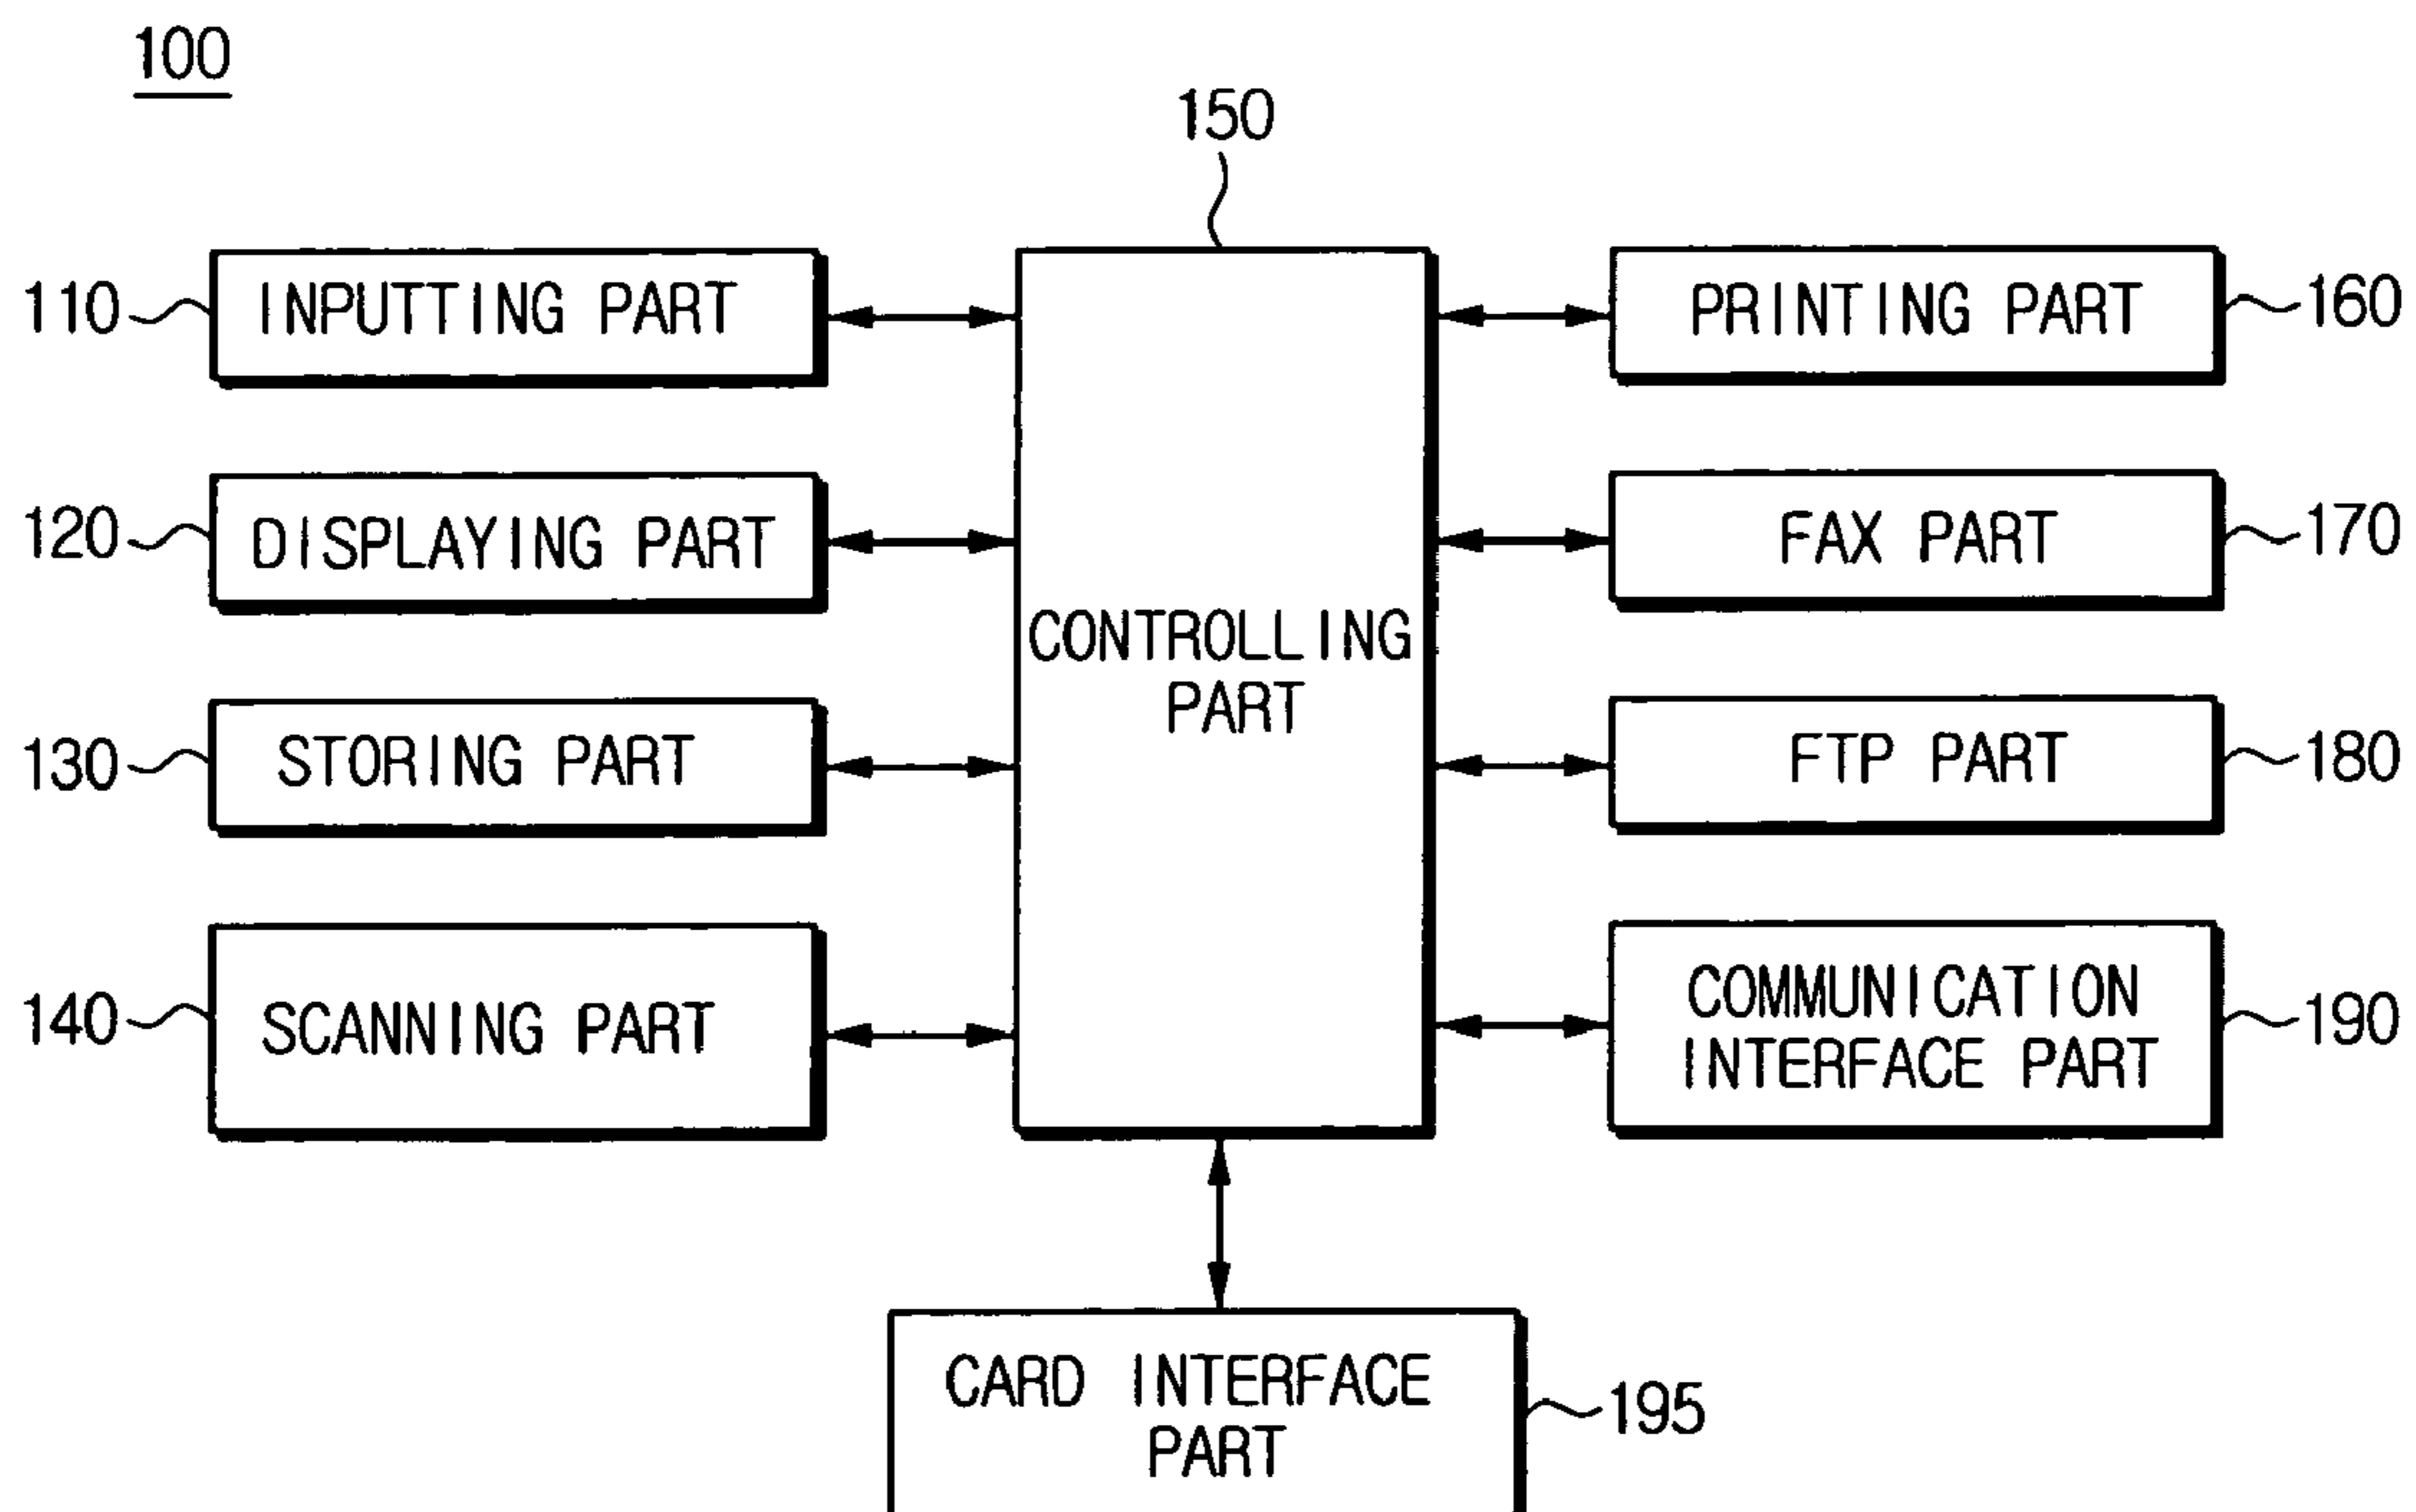 100
150
110
INPUTTING PART
PRINTING PART
160
120
DISPLAYING PART
FAX PART
170
CONTROLLING
PART
130
STORING PART
FTP PART
180
140
SCANNING PART
COMMUNICATION
INTERFACE PART
190
CARD INTERFACE
PART
195